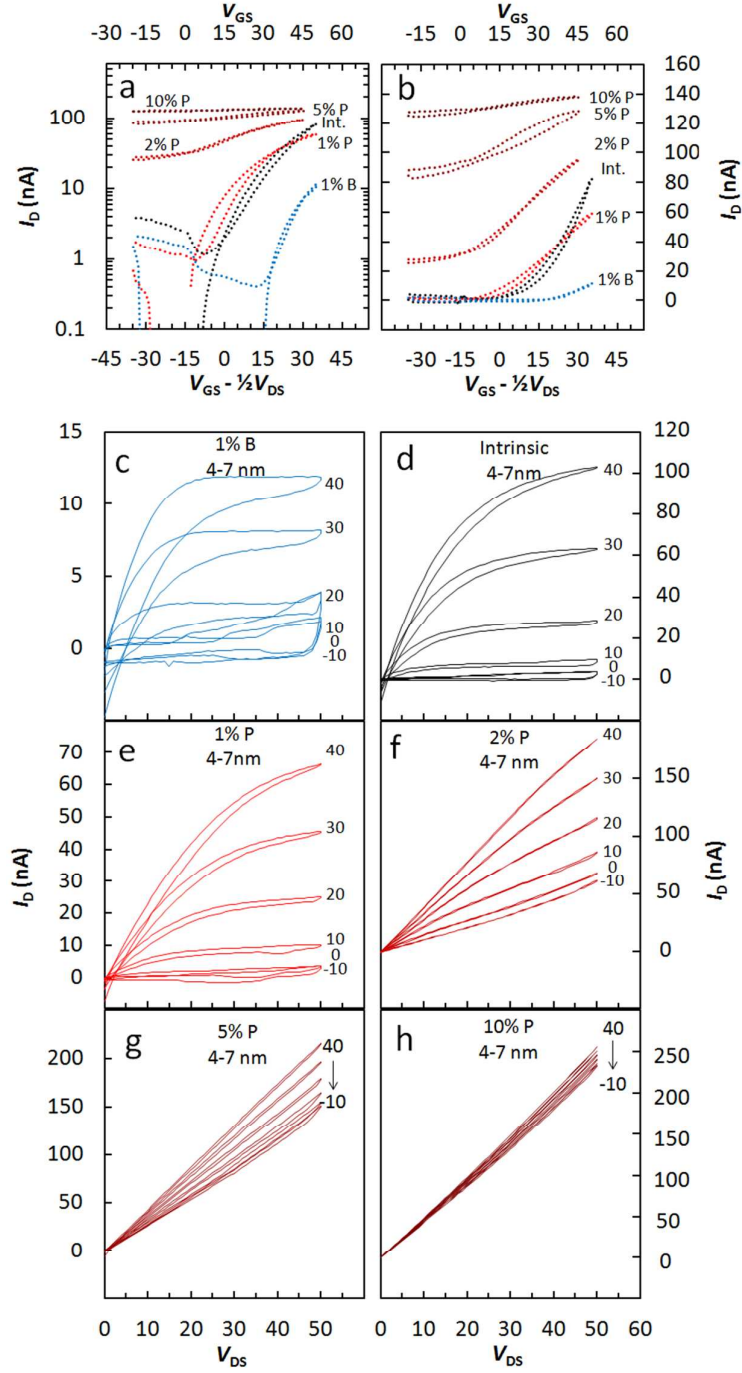 V_GS V_GS
-30 -15 0 15 30 45 60 -15 0 15 30 45 60
a
10% P
5% P
Int.
2% P
1% P
1% B
100
10
1
0.1
I_D (nA)
-45 -30 -15 0 15 30 45
V_GS - ½V_DS
b
10% P
5% P
2% P
Int.
1% P
1% B
160
140
120
100
80
60
40
20
0
I_D (nA)
-30 -15 0 15 30 45
V_GS - ½V_DS
c
1% B
4-7 nm
15
10
5
0
40
30
20
10
0
-10
d
Intrinsic
4-7nm
120
100
80
60
40
20
0
40
30
20
10
0
-10
e
1% P
4-7nm
70
60
50
40
30
20
10
0
I_D (nA)
40
30
20
10
0
-10
f
2% P
4-7 nm
150
100
50
0
I_D (nA)
40
30
20
10
0
-10
g
5% P
4-7 nm
200
150
100
50
0
40
-10
0 10 20 30 40 50
V_DS
h
10% P
4-7 nm
250
200
150
100
50
0
40
-10
0 10 20 30 40 50 60
V_DS